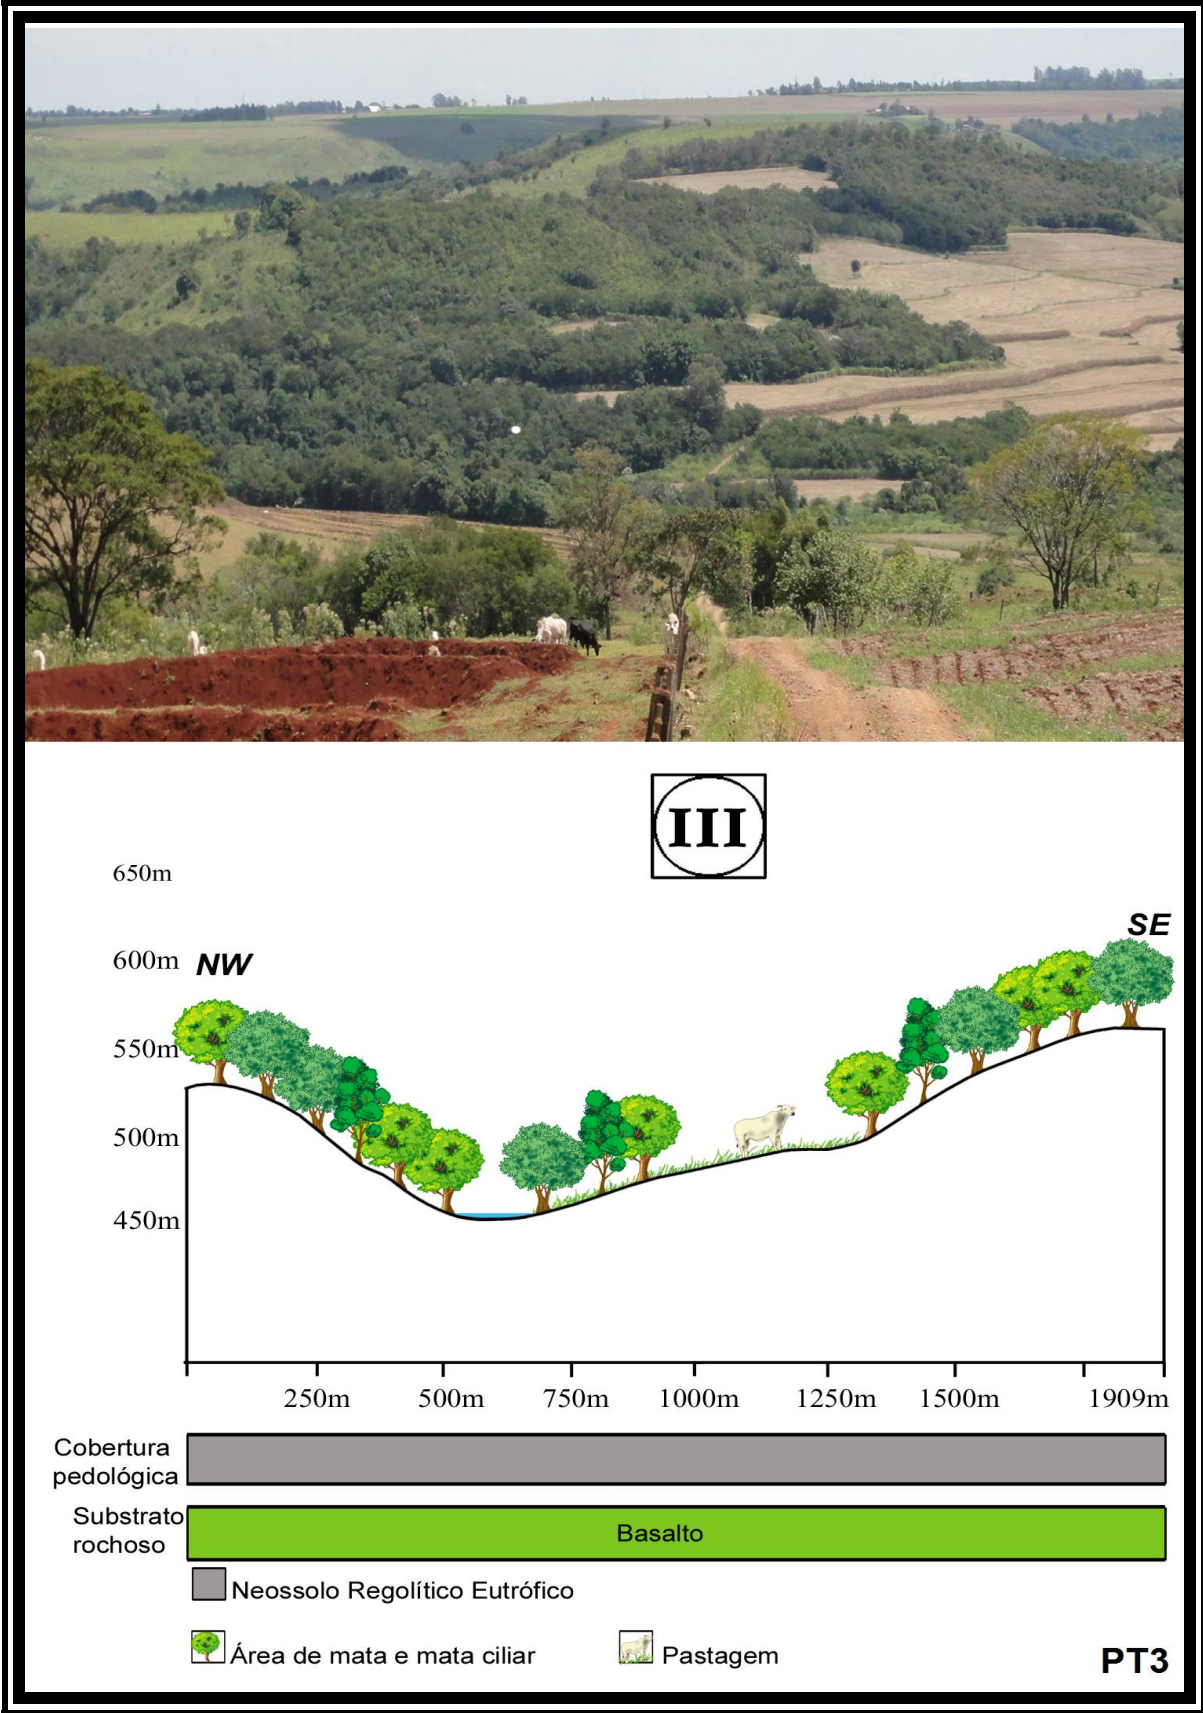 III
650m
SE
600m
NW
550m
500m
450m
250m 500m 750m 1000m 1250m 1500m 1909m
Cobertura
pedológica
Substrato
rochoso
Basalto
Neossolo Regolítico Eutrófico
Área de mata e mata ciliar
Pastagem
PT3